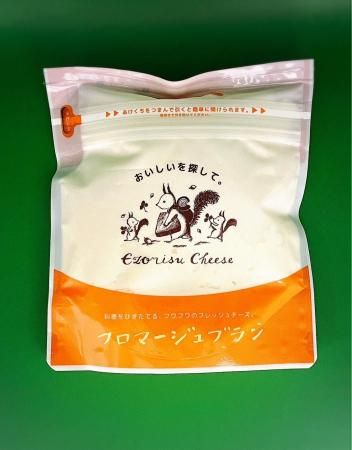 ▶▶ あけくちをつまんで引くと簡単に開けられます。 ▶▶
おいしいを探して。
Ezorisu Cheese
料理をひきたてる、フワフワのフレッシュチーズ。
フロマージュブラン